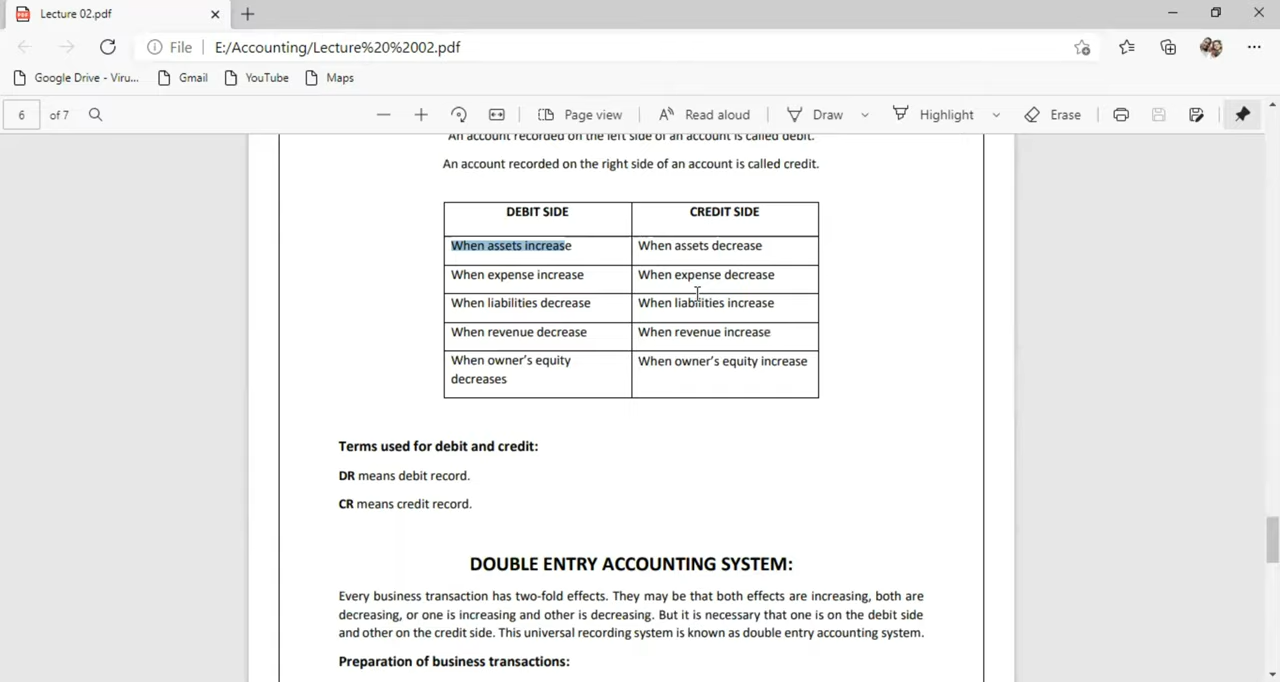 Lecture 02.pdf
File
E:/Accounting/Lecture%20%2002.pdf
Google Drive - Viru...
Gmail
YouTube
Maps
6 of 7
Page view
Read aloud
Draw
Highlight
Erase
An account recorded on the left side of an account is called debit.
An account recorded on the right side of an account is called credit.
DEBIT SIDE
CREDIT SIDE
When assets increase
When assets decrease
When expense increase
When expense decrease
When liabilities decrease
When liabilities increase
When revenue decrease
When revenue increase
When owner's equity
decreases
When owner's equity increase
Terms used for debit and credit:
DR means debit record.
CR means credit record.
DOUBLE ENTRY ACCOUNTING SYSTEM:
Every business transaction has two-fold effects. They may be that both effects are increasing, both are
decreasing, or one is increasing and other is decreasing. But it is necessary that one is on the debit side
and other on the credit side. This universal recording system is known as double entry accounting system.
Preparation of business transactions: